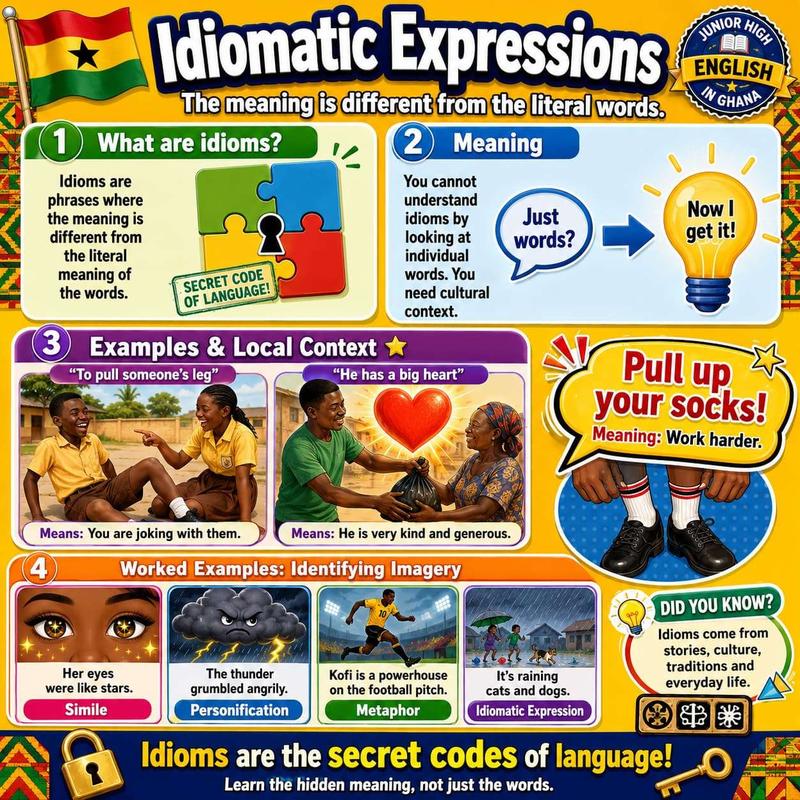 Idiomatic Expressions
The meaning is different from the literal words.
JUNIOR HIGH
ENGLISH
IN GHANA
1 What are idioms?
Idioms are
phrases where
the meaning is
different from
the literal
meaning of
the words.
SECRET CODE
OF LANGUAGE!
2 Meaning
You cannot
understand
idioms by
looking at
individual
words. You
need cultural
context.
Just
words?
Now I
get it!
3 Examples & Local Context
"To pull someone's leg"
Means: You are joking with them.
"He has a big heart"
Means: He is very kind and generous.
Pull up
your socks!
Meaning: Work harder.
4 Worked Examples: Identifying Imagery
Her eyes
were like stars.
Simile
The thunder
grumbled angrily.
Personification
10
Kofi is a powerhouse
on the football pitch.
Metaphor
It's raining
cats and dogs.
Idiomatic Expression
DID YOU KNOW?
Idioms come from
stories, culture,
traditions and
everyday life.
Idioms are the secret codes of language!
Learn the hidden meaning, not just the words.